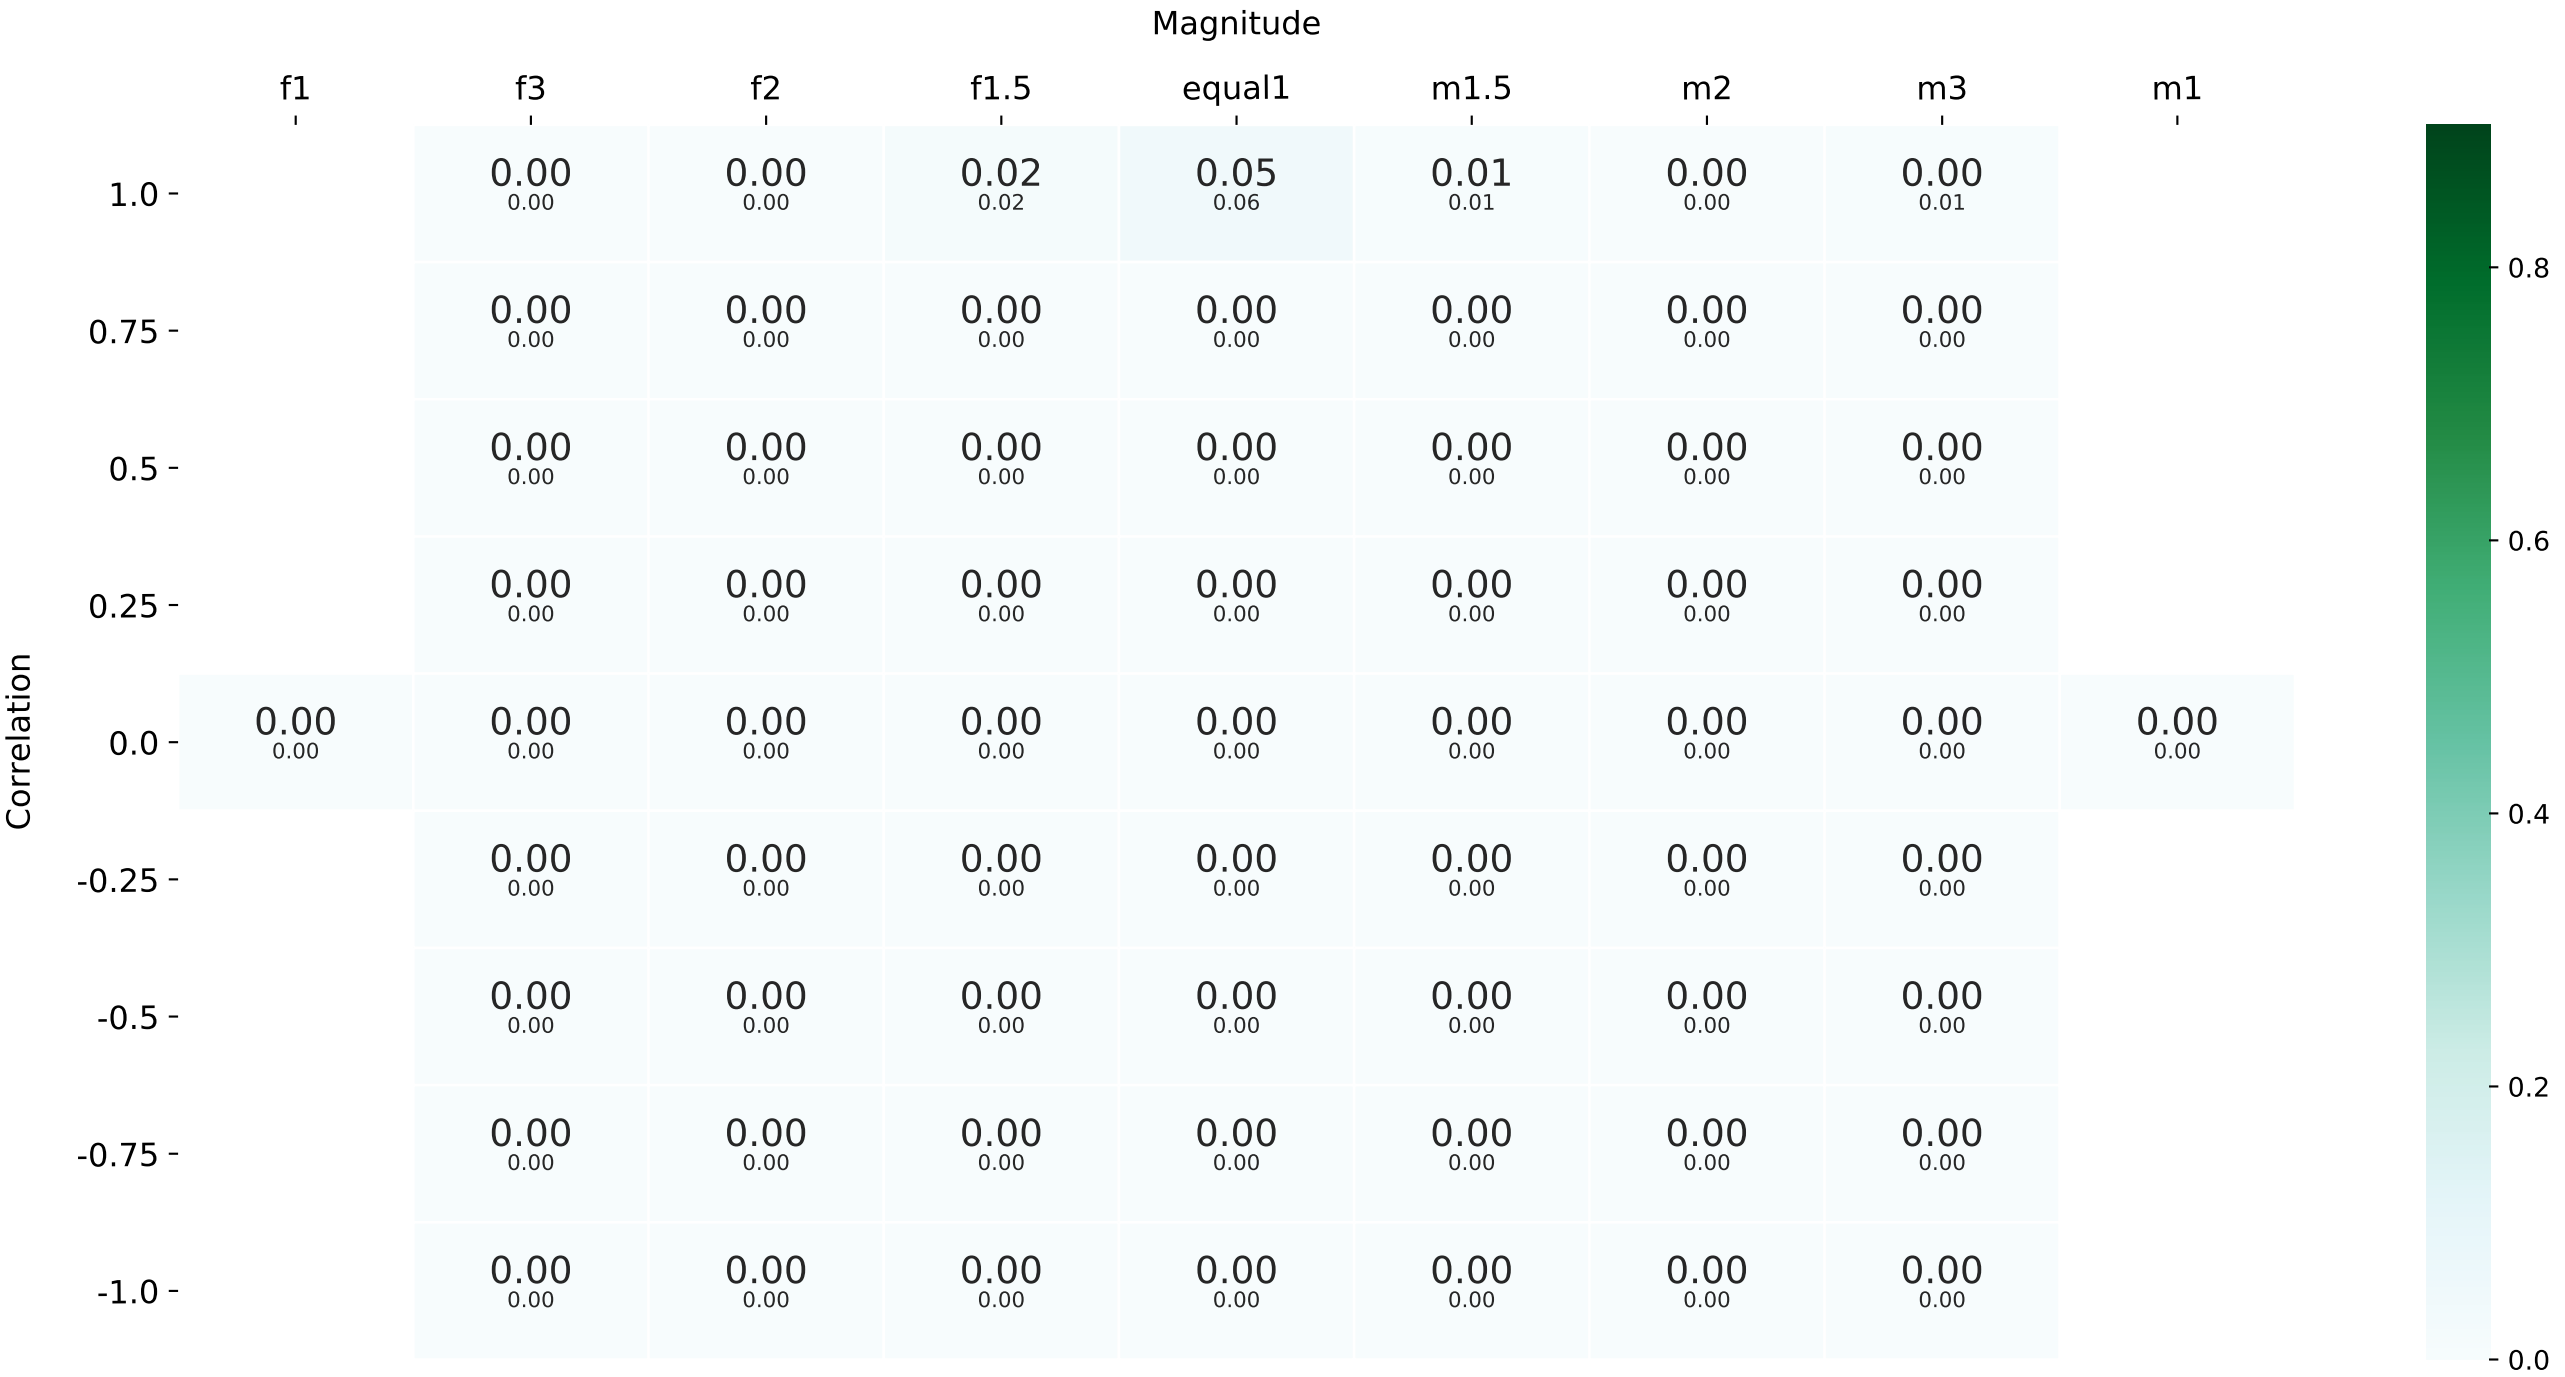 Magnitude
f1 f3 f2 f1.5 equal1 m1.5 m2 m3 m1
1.0 0.00 0.00 0.02 0.05 0.01 0.00 0.00
0.00 0.00 0.02 0.06 0.01 0.00 0.01
0.75 0.00 0.00 0.00 0.00 0.00 0.00 0.00
0.00 0.00 0.00 0.00 0.00 0.00 0.00
0.5 0.00 0.00 0.00 0.00 0.00 0.00 0.00
0.00 0.00 0.00 0.00 0.00 0.00 0.00
0.25 0.00 0.00 0.00 0.00 0.00 0.00 0.00
0.00 0.00 0.00 0.00 0.00 0.00 0.00
0.0 0.00 0.00 0.00 0.00 0.00 0.00 0.00 0.00 0.00
0.00 0.00 0.00 0.00 0.00 0.00 0.00 0.00 0.00
-0.25 0.00 0.00 0.00 0.00 0.00 0.00 0.00
0.00 0.00 0.00 0.00 0.00 0.00 0.00
-0.5 0.00 0.00 0.00 0.00 0.00 0.00 0.00
0.00 0.00 0.00 0.00 0.00 0.00 0.00
-0.75 0.00 0.00 0.00 0.00 0.00 0.00 0.00
0.00 0.00 0.00 0.00 0.00 0.00 0.00
-1.0 0.00 0.00 0.00 0.00 0.00 0.00 0.00
0.00 0.00 0.00 0.00 0.00 0.00 0.00
Correlation
0.8
0.6
0.4
0.2
0.0